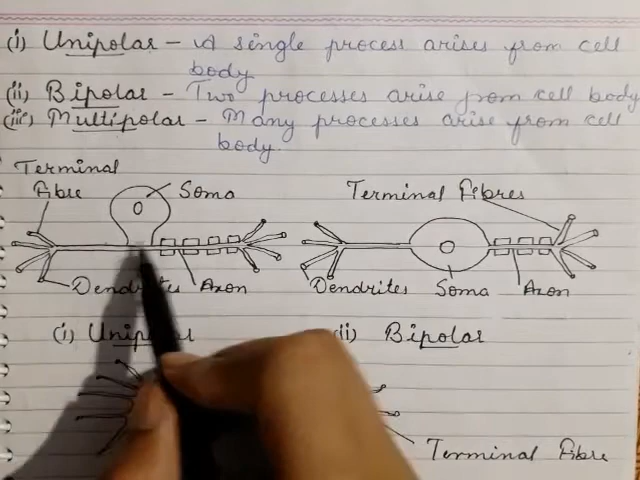 (i) Unipolar - A single process arises from cell
body
(ii) Bipolar - Two processes arise from cell body
(iii) Multipolar - Many processes arise from cell
body.
Terminal
Fibre
Soma
Dendrites
Axon
Terminal Fibres
Dendrites
Soma
Axon
(i) Unipolar
(ii) Bipolar
Terminal Fibre